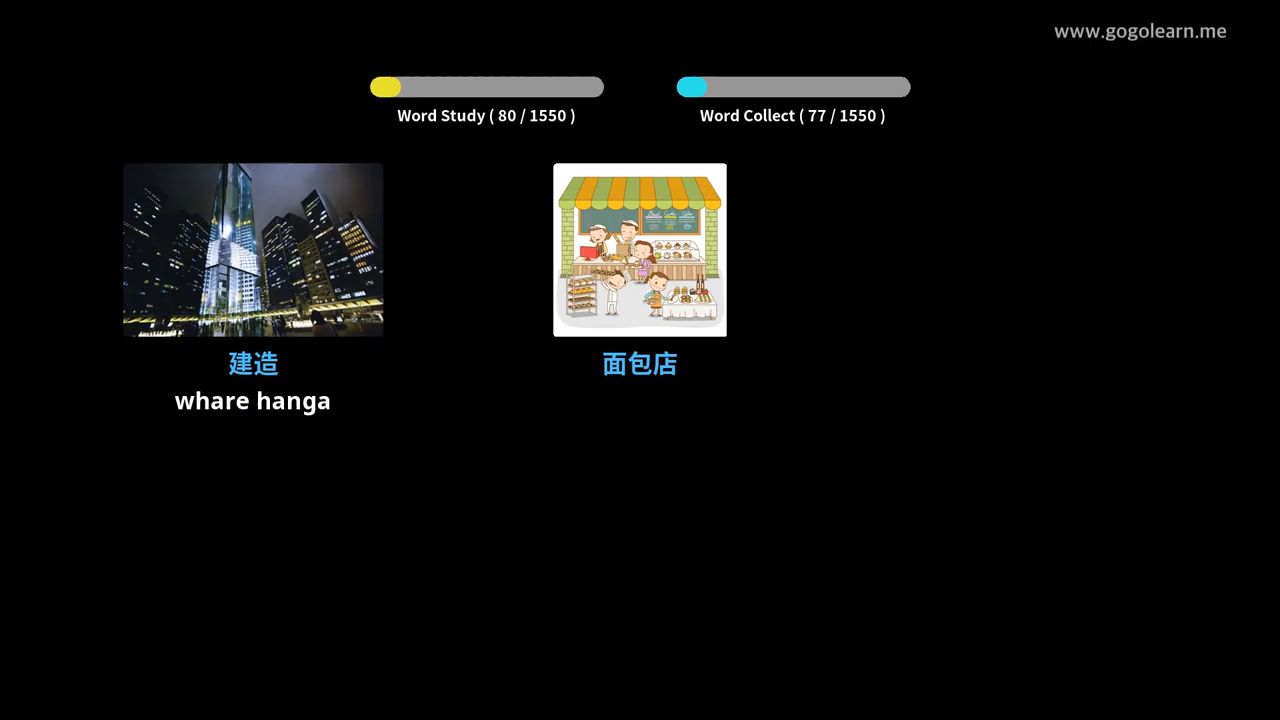 www.gogolearn.me
Word Study ( 80 / 1550 )
Word Collect ( 77 / 1550 )
建造
whare hanga
面包店